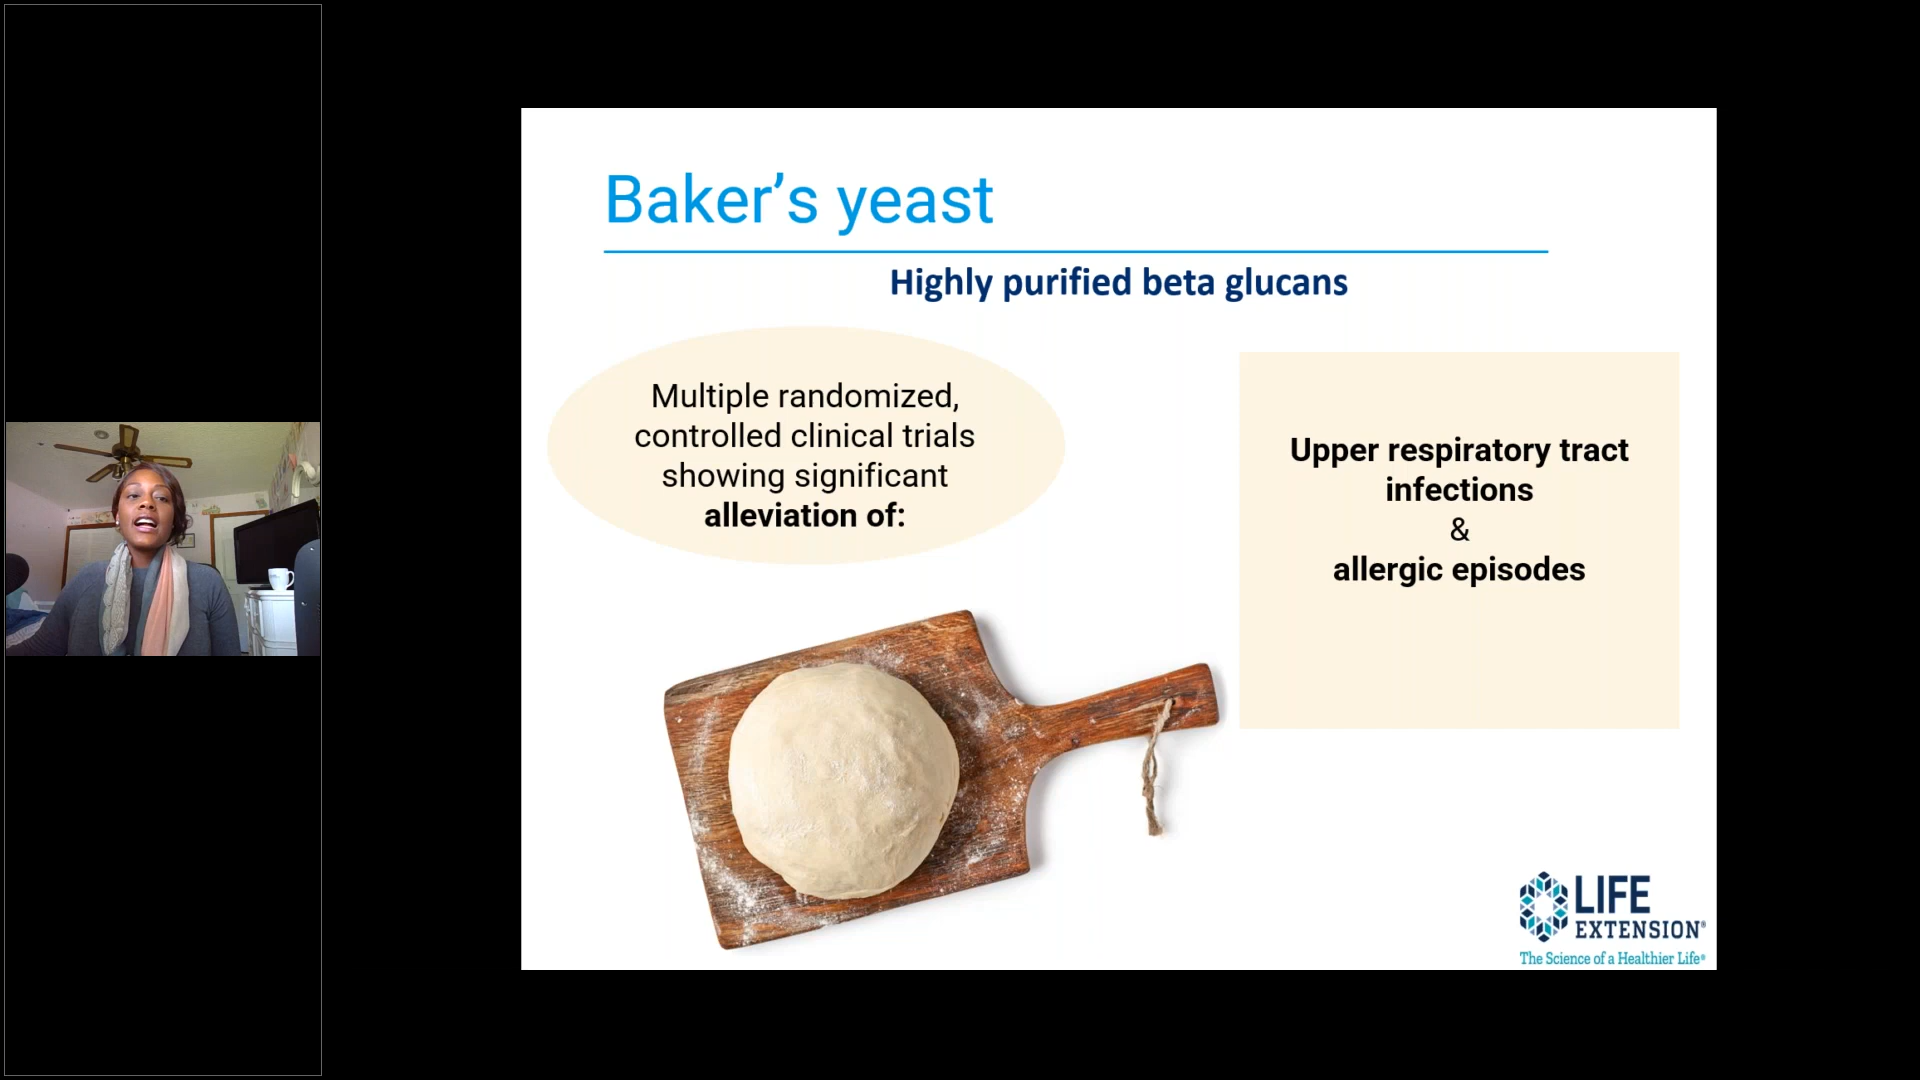 Baker’s yeast
Highly purified beta glucans
Multiple randomized,
controlled clinical trials
showing significant
alleviation of:
Upper respiratory tract
infections
&
allergic episodes
LIFE
EXTENSION®
The Science of a Healthier Life®